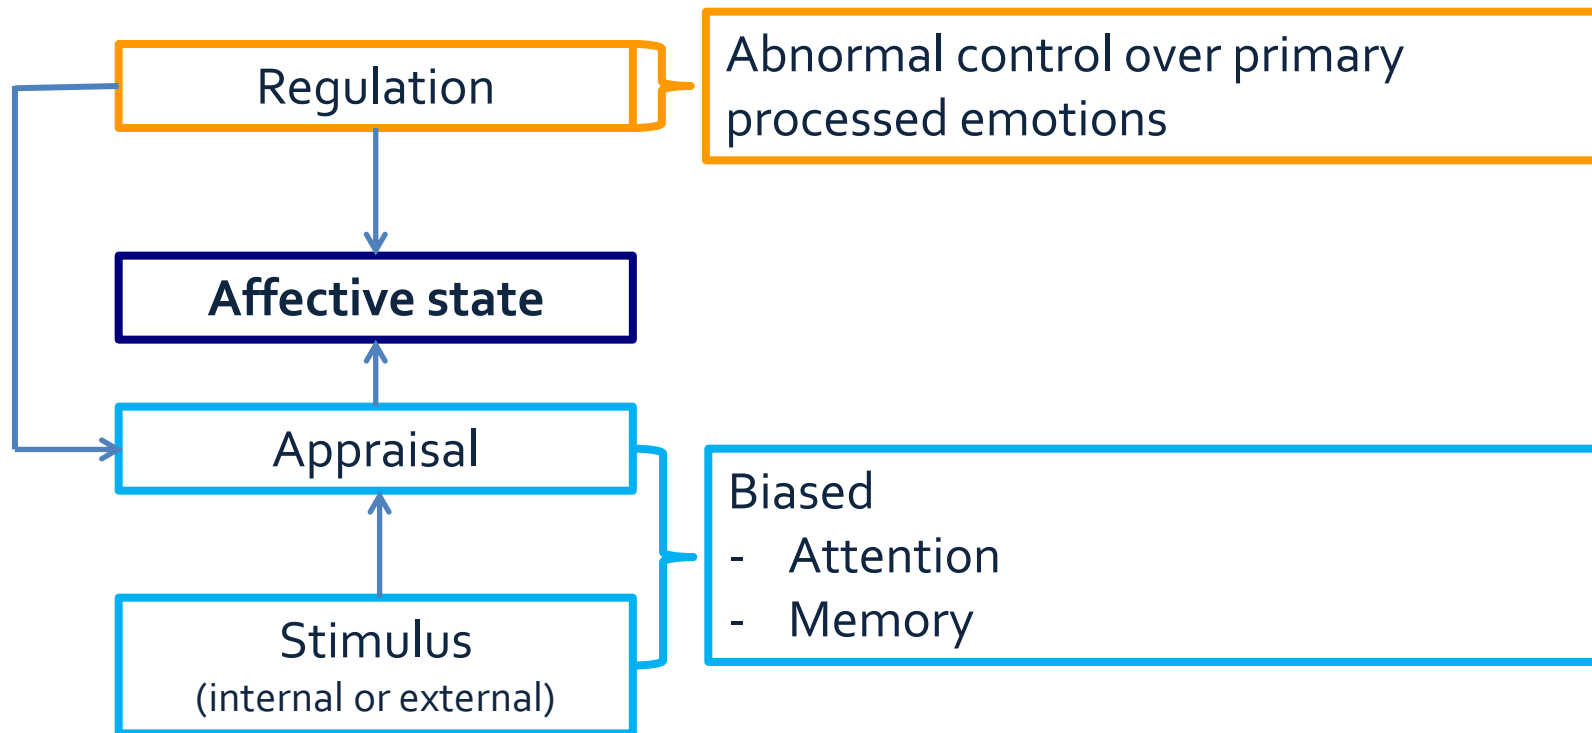 Regulation
Abnormal control over primary
processed emotions
Affective state
Appraisal
Biased
- Attention
- Memory
Stimulus
(internal or external)